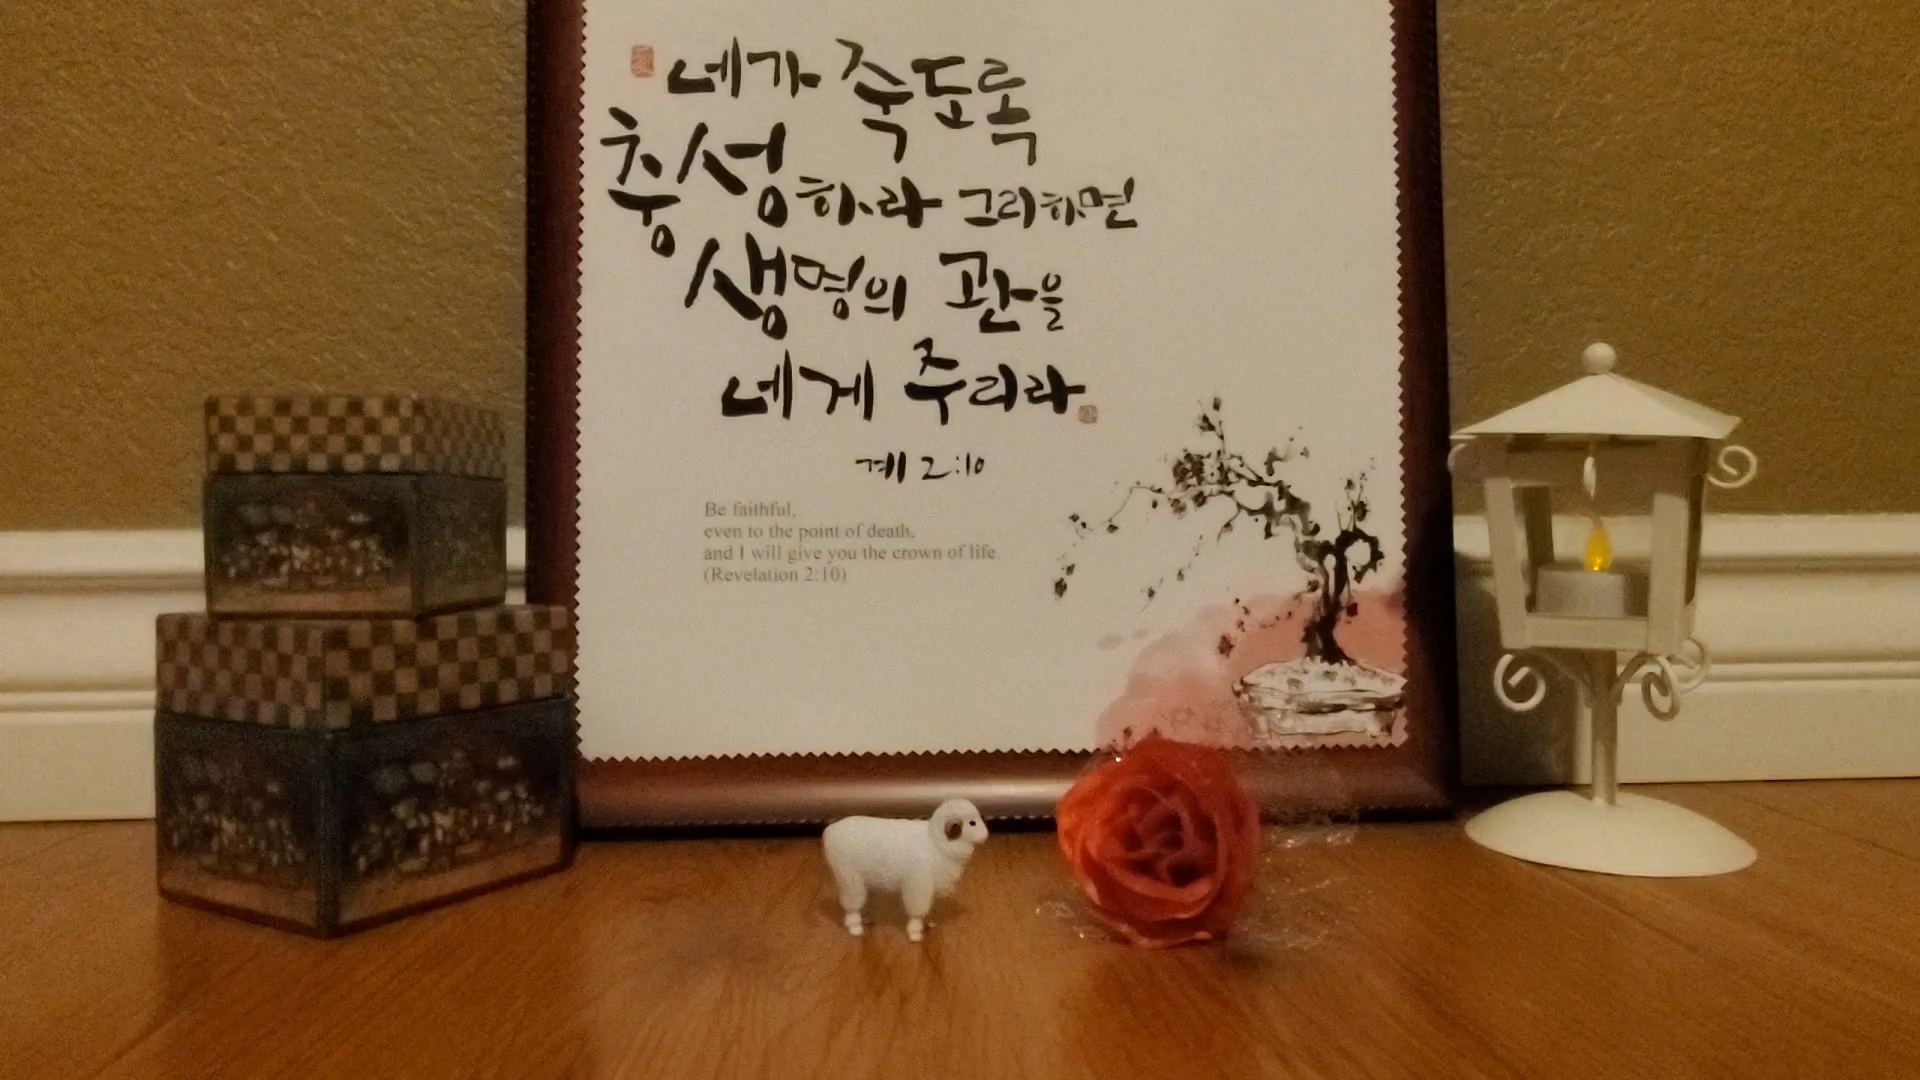 네가 죽도록
충성하라 그리하면
생명의 관을
네게 주리라
계 2:10
Be faithful,
even to the point of death,
and I will give you the crown of life
(Revelation 2:10)